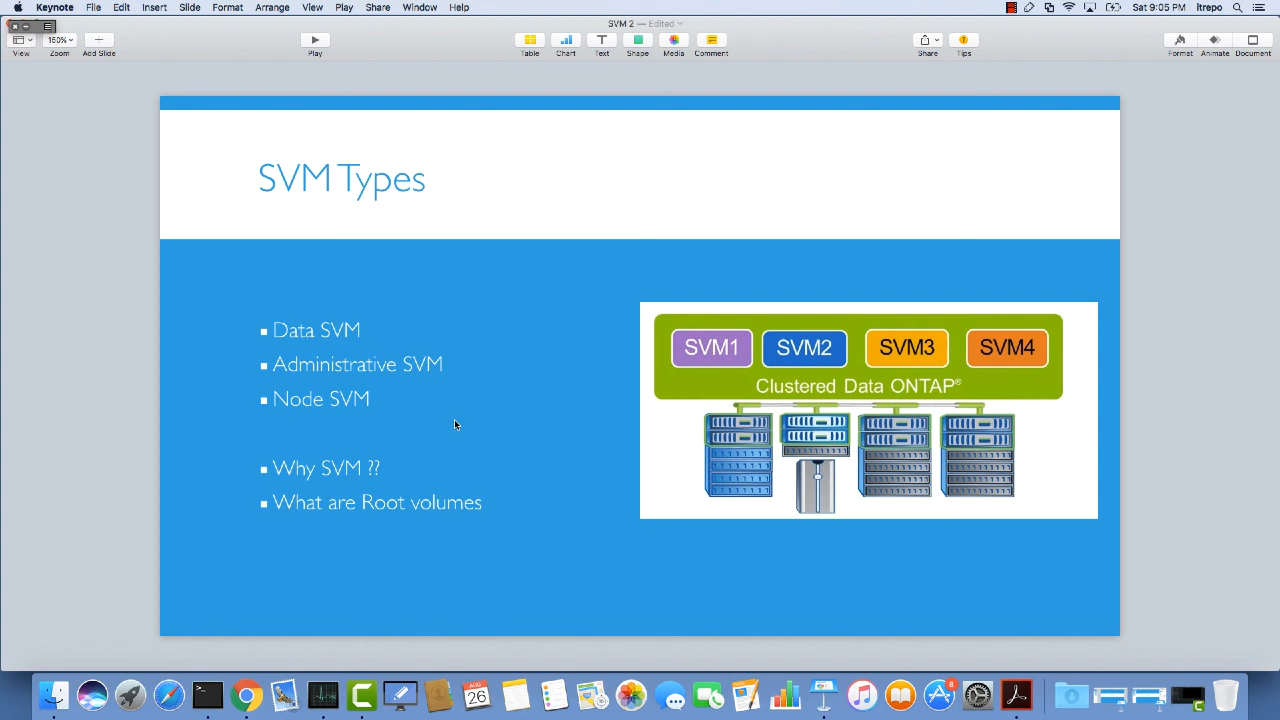 Keynote File Edit Insert Slide Format Arrange View Play Share Window Help
Sat 9:05 PM itrepo
SVM 2 — Edited
150%
View Zoom Add Slide Play Table Chart Text Shape Media Comment Share Tips Format Animate Document
SVM Types
Data SVM
Administrative SVM
Node SVM
Why SVM ??
What are Root volumes
SVM1 SVM2 SVM3 SVM4
Clustered Data ONTAP®
AUG
26
8